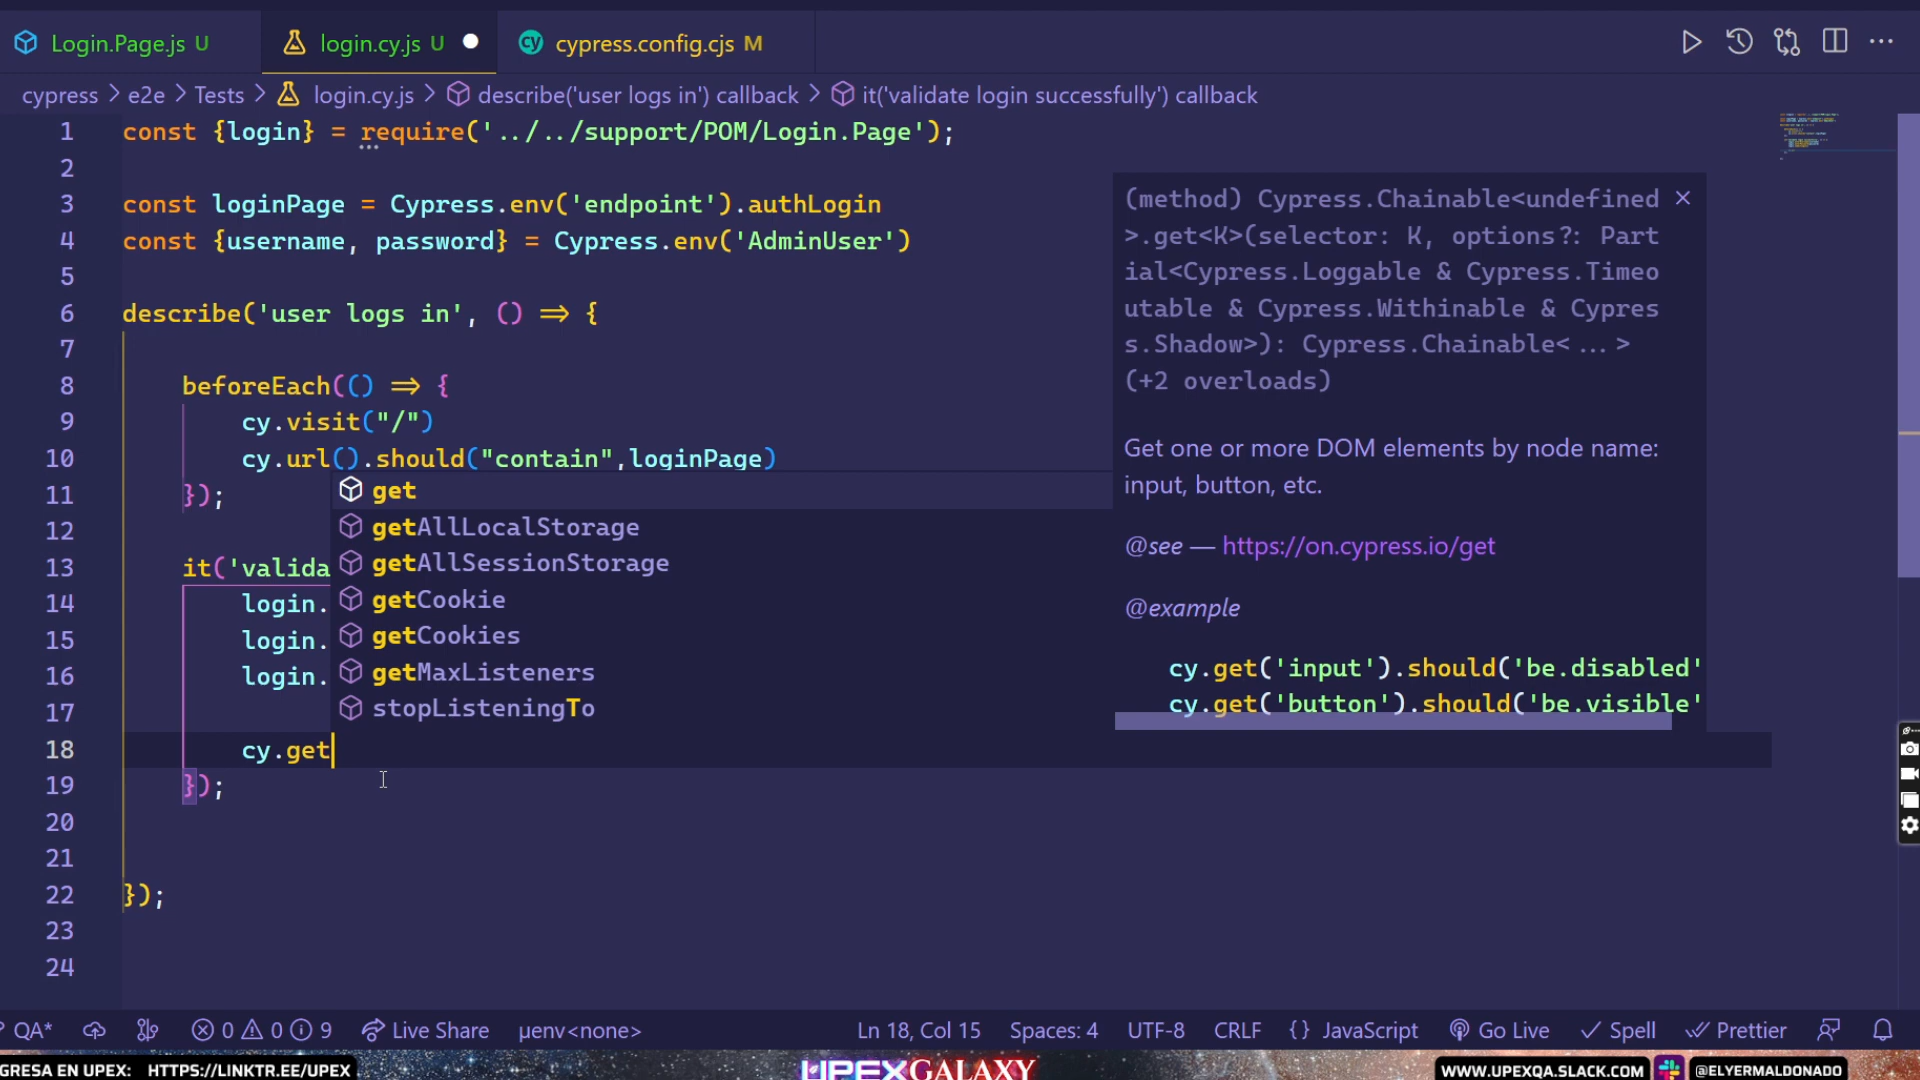 Login.Page.js U
login.cy.js U
cypress.config.cjs M
cypress > e2e > Tests > login.cy.js > describe('user logs in') callback > it('validate login successfully') callback
1 const {login} = require('../../support/POM/Login.Page');
2
3 const loginPage = Cypress.env('endpoint').authLogin
4 const {username, password} = Cypress.env('AdminUser')
5
6 describe('user logs in', () => {
7
8 beforeEach(() => {
9 cy.visit("/")
10 cy.url().should("contain",loginPage)
11 });
12
13 it('valida
14 login.
15 login.
16 login.
17
18 cy.get
19 });
20
21
22 });
23
24
get
getAllLocalStorage
getAllSessionStorage
getCookie
getCookies
getMaxListeners
stopListeningTo
(method) Cypress.Chainable<undefined
>.get<K>(selector: K, options?: Part
ial<Cypress.Loggable & Cypress.Timeo
utable & Cypress.Withinable & Cypres
s.Shadow>): Cypress.Chainable<...>
(+2 overloads)
Get one or more DOM elements by node name:
input, button, etc.
@see — https://on.cypress.io/get
@example
cy.get('input').should('be.disabled'
cy.get('button').should('be.visible'
QA* 0 0 9 Live Share µenv<none> Ln 18, Col 15 Spaces: 4 UTF-8 CRLF {} JavaScript Go Live Spell Prettier
GRESA EN UPEX: HTTPS://LINKTR.EE/UPEX UPEXGALAXY WWW.UPEXQA.SLACK.COM @ELYERMALDONADO